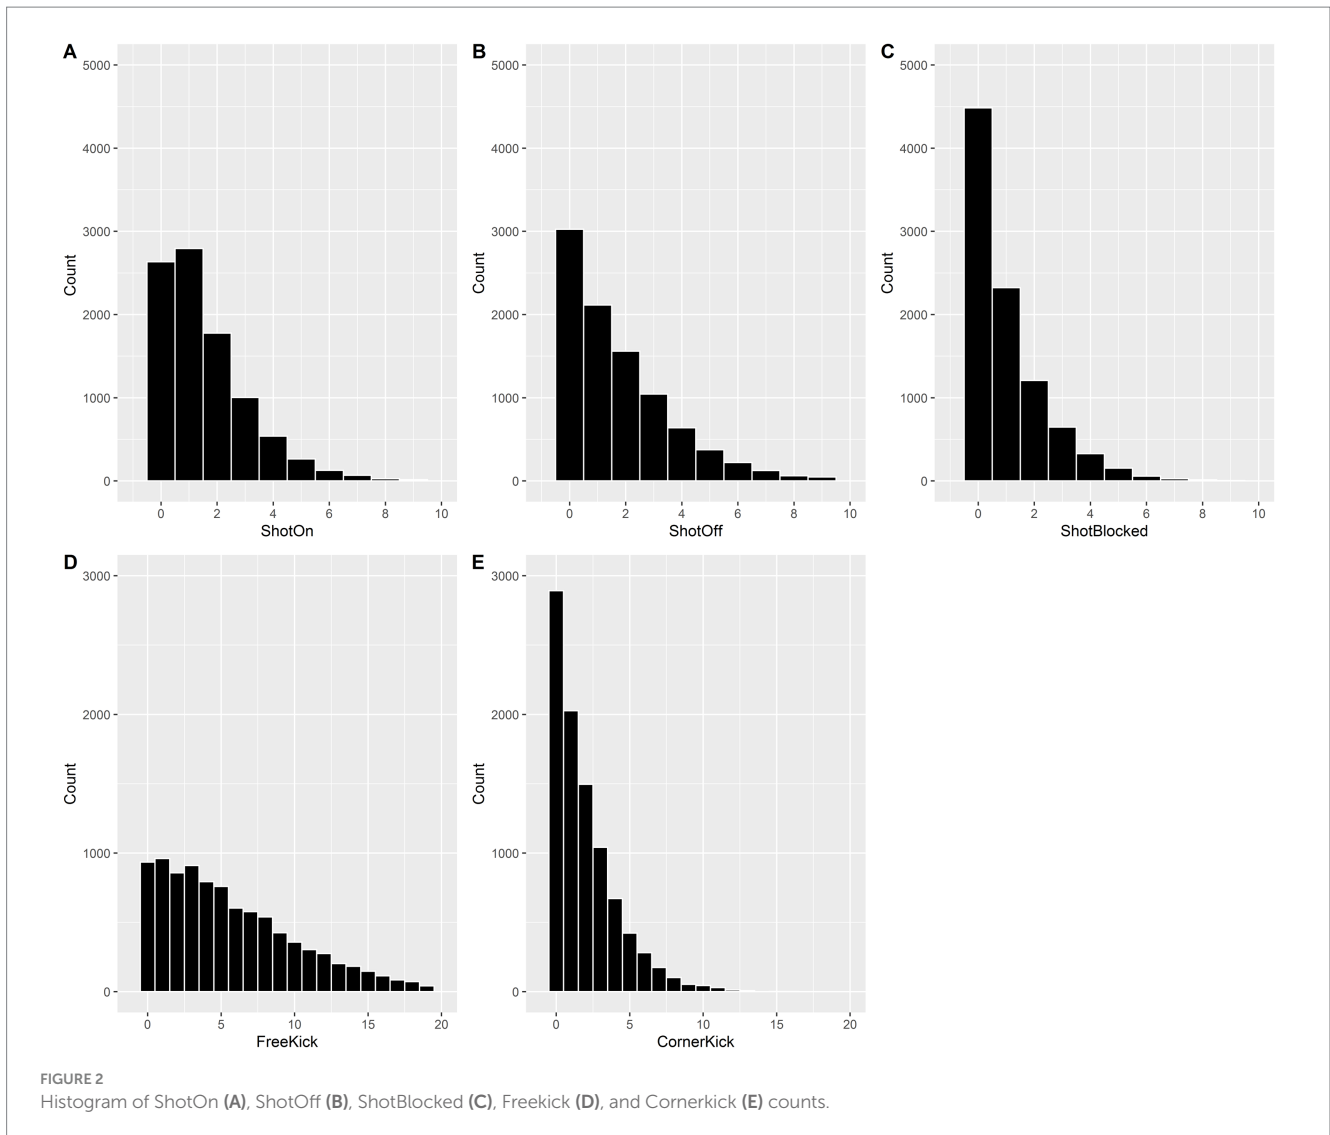 A
5000
4000
3000
2000
1000
0
Count
0 2 4 6 8 10
ShotOn
B
5000
4000
3000
2000
1000
0
Count
0 2 4 6 8 10
ShotOff
C
5000
4000
3000
2000
1000
0
Count
0 2 4 6 8 10
ShotBlocked
D
3000
2000
1000
0
Count
0 5 10 15 20
FreeKick
E
3000
2000
1000
0
Count
0 5 10 15 20
CornerKick
FIGURE 2
Histogram of ShotOn (A), ShotOff (B), ShotBlocked (C), Freekick (D), and Cornerkick (E) counts.